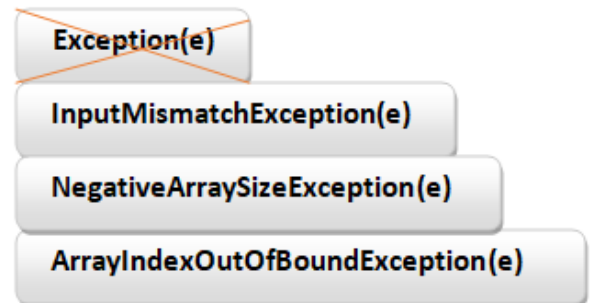 Exception(e)
InputMismatchException(e)
NegativeArraySizeException(e)
ArrayIndexOutOfBoundException(e)